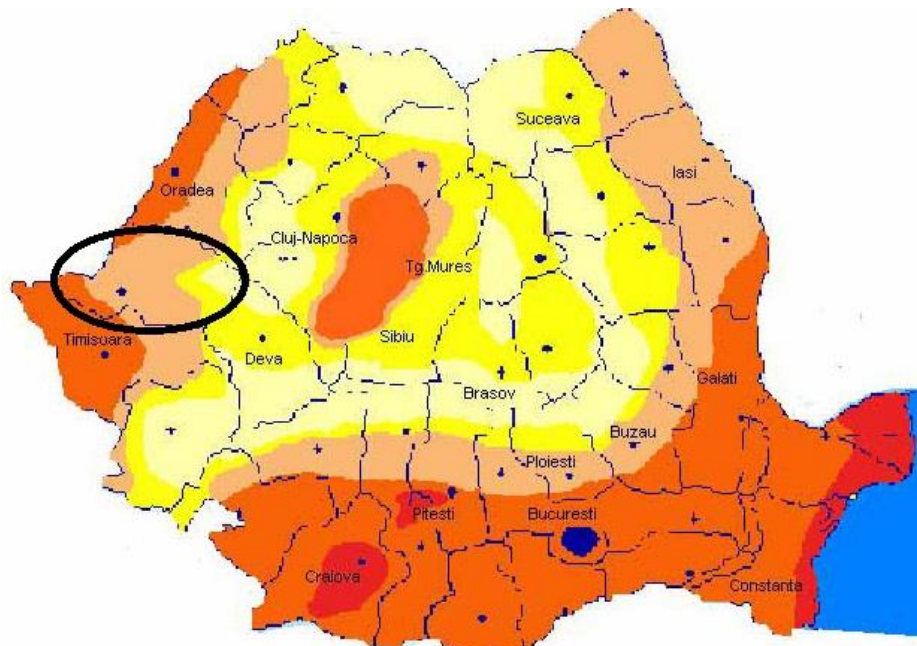 Suceava
Iasi
Oradea
Cluj-Napoca
Tg.Mures
Timisoara
Sibiu
Deva
Brasov
Galati
Buzau
Ploiesti
Pitesti
Bucuresti
Craiova
Constanta